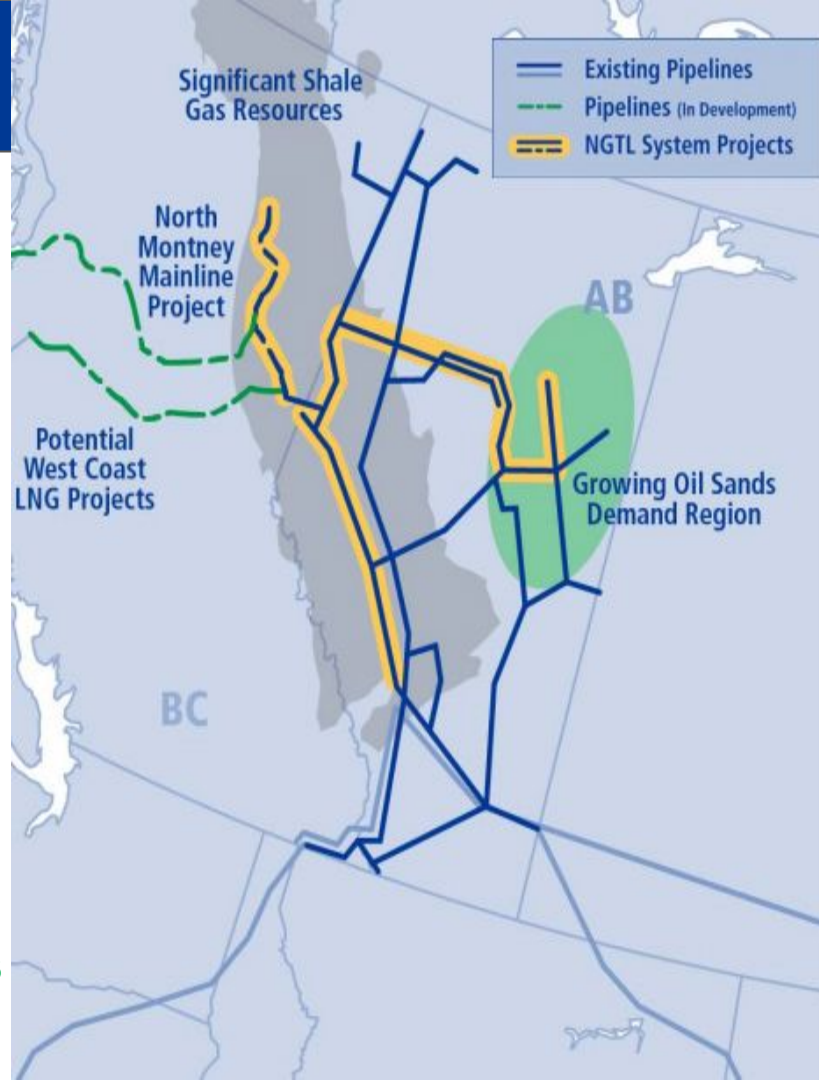 Significant Shale
Gas Resources
Existing Pipelines
Pipelines (In Development)
NGTL System Projects
North
Montney
Mainline
Project
AB
Potential
West Coast
LNG Projects
Growing Oil Sands
Demand Region
BC